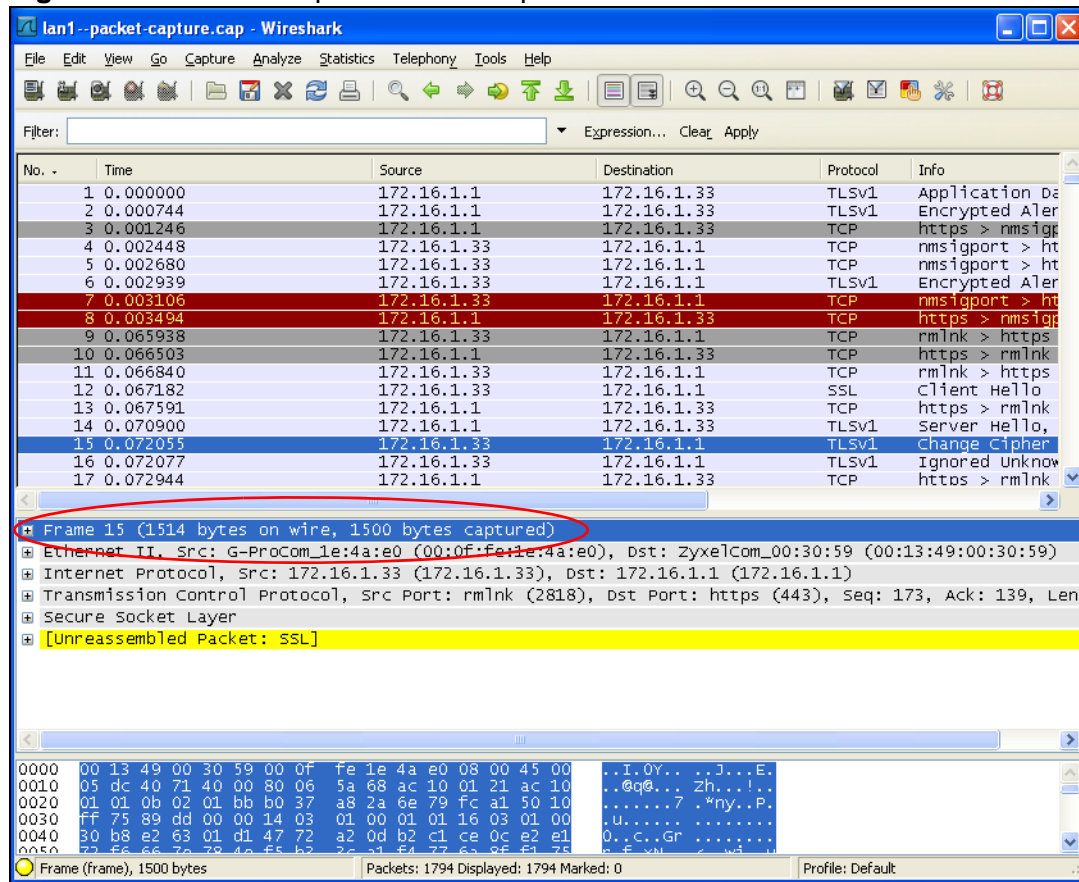 lan1--packet-capture.cap - Wireshark
File Edit View Go Capture Analyze Statistics Telephony Tools Help
Filter: Expression... Clear Apply
No. Time Source Destination Protocol Info
1 0.000000 172.16.1.1 172.16.1.33 TLSv1 Application Da
2 0.000744 172.16.1.1 172.16.1.33 TLSv1 Encrypted Aler
3 0.001246 172.16.1.1 172.16.1.33 TCP https > nmsigp
4 0.002448 172.16.1.33 172.16.1.1 TCP nmsigport > ht
5 0.002680 172.16.1.33 172.16.1.1 TCP nmsigport > ht
6 0.002939 172.16.1.33 172.16.1.1 TLSv1 Encrypted Aler
7 0.003106 172.16.1.33 172.16.1.1 TCP nmsigport > ht
8 0.003494 172.16.1.1 172.16.1.33 TCP https > nmsigp
9 0.065938 172.16.1.33 172.16.1.1 TCP rmlnk > https
10 0.066503 172.16.1.1 172.16.1.33 TCP https > rmlnk
11 0.066840 172.16.1.33 172.16.1.1 TCP rmlnk > https
12 0.067182 172.16.1.33 172.16.1.1 SSL Client Hello
13 0.067591 172.16.1.1 172.16.1.33 TCP https > rmlnk
14 0.070900 172.16.1.1 172.16.1.33 TLSv1 Server Hello,
15 0.072055 172.16.1.33 172.16.1.1 TLSv1 Change Cipher
16 0.072077 172.16.1.33 172.16.1.1 TLSv1 Ignored Unknow
17 0.072944 172.16.1.1 172.16.1.33 TCP https > rmlnk
Frame 15 (1514 bytes on wire, 1500 bytes captured)
Ethernet II, Src: G-ProCom_1e:4a:e0 (00:0f:fe:1e:4a:e0), Dst: ZyxelCom_00:30:59 (00:13:49:00:30:59)
Internet Protocol, Src: 172.16.1.33 (172.16.1.33), Dst: 172.16.1.1 (172.16.1.1)
Transmission Control Protocol, Src Port: rmlnk (2818), Dst Port: https (443), Seq: 173, Ack: 139, Len
Secure Socket Layer
[Unreassembled Packet: SSL]
0000 00 13 49 00 30 59 00 0f fe 1e 4a e0 08 00 45 00 ..I.0Y.. ..J...E.
0010 05 dc 40 71 40 00 80 06 5a 68 ac 10 01 21 ac 10 ..@q@... Zh...!..
0020 01 01 0b 02 01 bb b0 37 a8 2a 6e 79 fc a1 50 10 .......7 .*ny..P.
0030 ff 75 89 dd 00 00 14 03 01 00 01 01 16 03 01 00 .u...... ........
0040 30 b8 e2 63 01 d1 47 72 a2 0d b2 c1 ce 0c e2 e1 0..c..Gr ........
Frame (frame), 1500 bytes Packets: 1794 Displayed: 1794 Marked: 0 Profile: Default